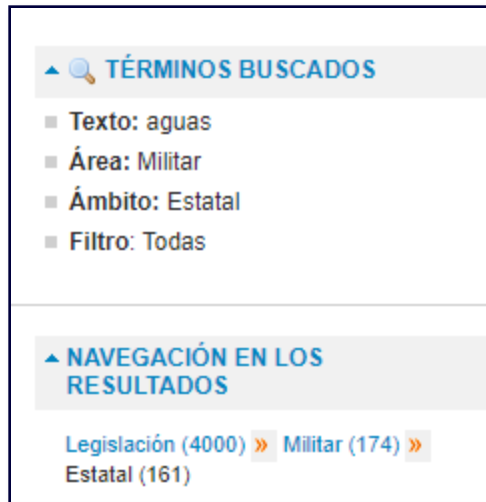 TÉRMINOS BUSCADOS
Texto: aguas
Área: Militar
Ámbito: Estatal
Filtro: Todas
NAVEGACIÓN EN LOS
RESULTADOS
Legislación (4000) » Militar (174) »
Estatal (161)